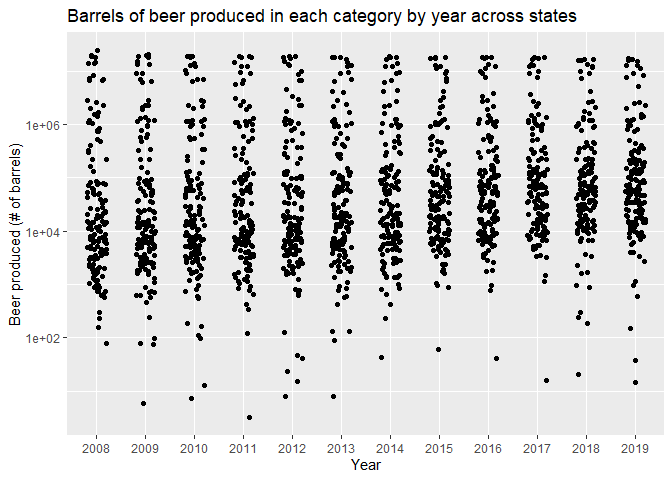 Barrels of beer produced in each category by year across states
Beer produced (# of barrels)
1e+06
1e+04
1e+02
2008 2009 2010 2011 2012 2013 2014 2015 2016 2017 2018 2019
Year